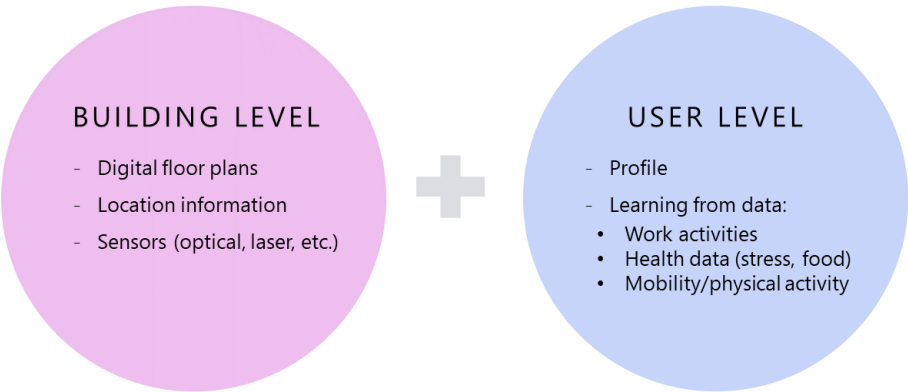 BUILDING LEVEL
- Digital floor plans
- Location information
- Sensors (optical, laser, etc.)
USER LEVEL
- Profile
- Learning from data:
• Work activities
• Health data (stress, food)
• Mobility/physical activity